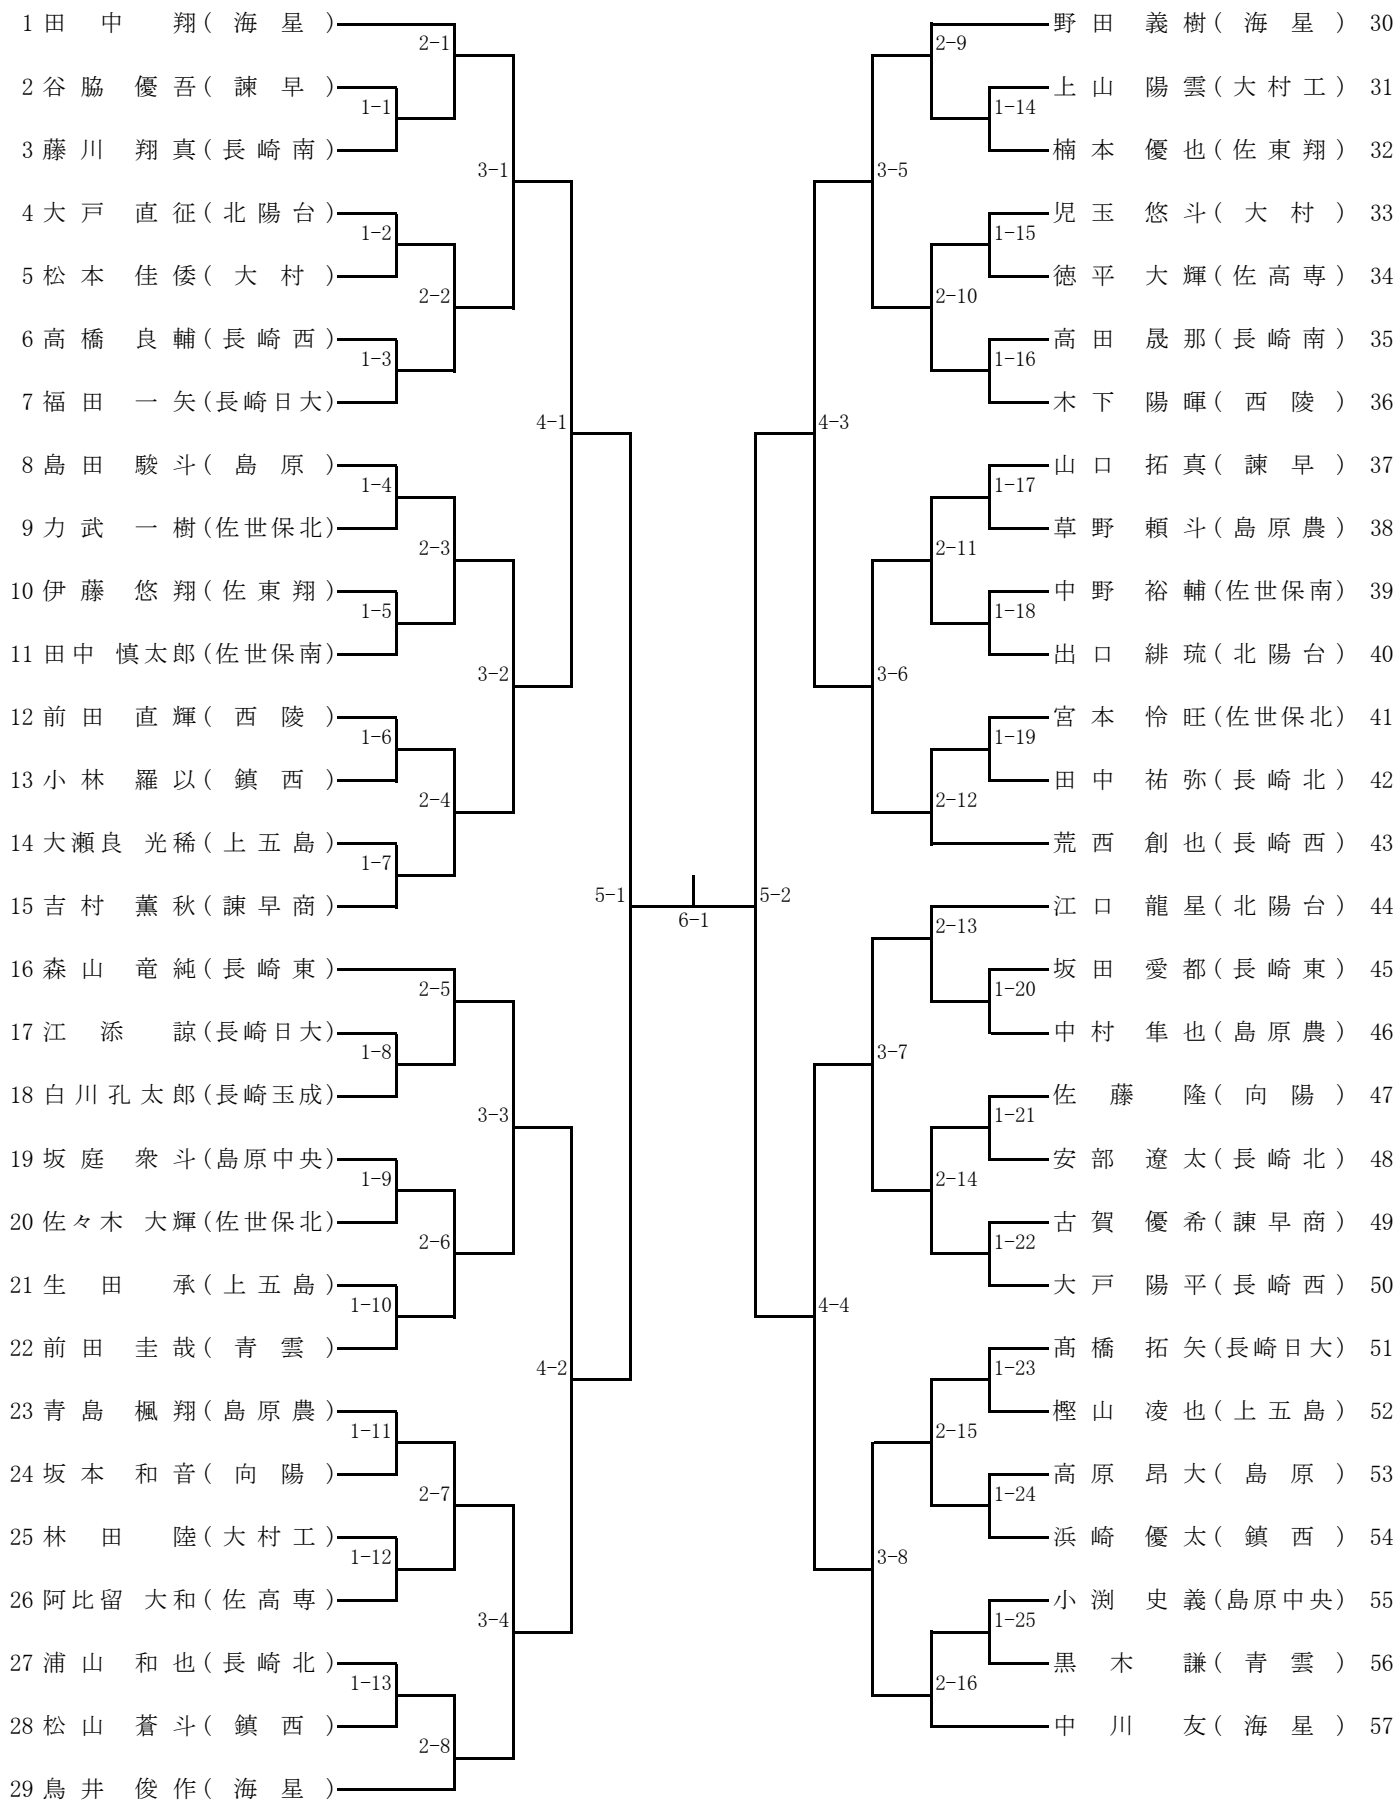 1 田中 翔(海星)
2-1
2 谷脇 優吾(諫早)
1-1
3 藤川 翔真(長崎南)
3-1
4 大戸 直征(北陽台)
1-2
5 松本 佳倭(大村)
2-2
6 高橋 良輔(長崎西)
1-3
7 福田 一矢(長崎日大)
4-1
8 島田 駿斗(島原)
1-4
9 力武 一樹(佐世保北)
2-3
10 伊藤 悠翔(佐東翔)
1-5
11 田中 慎太郎(佐世保南)
3-2
12 前田 直輝(西陵)
1-6
13 小林 羅以(鎮西)
2-4
14 大瀬良 光稀(上五島)
1-7
15 吉村 薫秋(諫早商)
5-1
16 森山 竜純(長崎東)
2-5
17 江添 諒(長崎日大)
1-8
18 白川孔太郎(長崎玉成)
3-3
19 坂庭 衆斗(島原中央)
1-9
20 佐々木 大輝(佐世保北)
2-6
21 生田 承(上五島)
1-10
22 前田 圭哉(青雲)
4-2
23 青島 楓翔(島原農)
1-11
24 坂本 和音(向陽)
2-7
25 林田 陸(大村工)
1-12
26 阿比留 大和(佐高専)
3-4
27 浦山 和也(長崎北)
1-13
28 松山 蒼斗(鎮西)
2-8
29 鳥井 俊作(海星)
6-1
野田 義樹(海星) 30
2-9
上山 陽雲(大村工) 31
1-14
楠本 優也(佐東翔) 32
3-5
児玉 悠斗(大村) 33
1-15
徳平 大輝(佐高専) 34
2-10
高田 晟那(長崎南) 35
1-16
木下 陽暉(西陵) 36
4-3
山口 拓真(諫早) 37
1-17
草野 頼斗(島原農) 38
2-11
中野 裕輔(佐世保南) 39
1-18
出口 緋琉(北陽台) 40
3-6
宮本 怜旺(佐世保北) 41
1-19
田中 祐弥(長崎北) 42
2-12
荒西 創也(長崎西) 43
5-2
江口 龍星(北陽台) 44
2-13
坂田 愛都(長崎東) 45
1-20
中村 隼也(島原農) 46
3-7
佐藤 隆(向陽) 47
1-21
安部 遼太(長崎北) 48
2-14
古賀 優希(諫早商) 49
1-22
大戸 陽平(長崎西) 50
4-4
髙橋 拓矢(長崎日大) 51
1-23
樫山 凌也(上五島) 52
2-15
高原 昂大(島原) 53
1-24
浜崎 優太(鎮西) 54
3-8
小渕 史義(島原中央) 55
1-25
黒木 謙(青雲) 56
2-16
中川 友(海星) 57